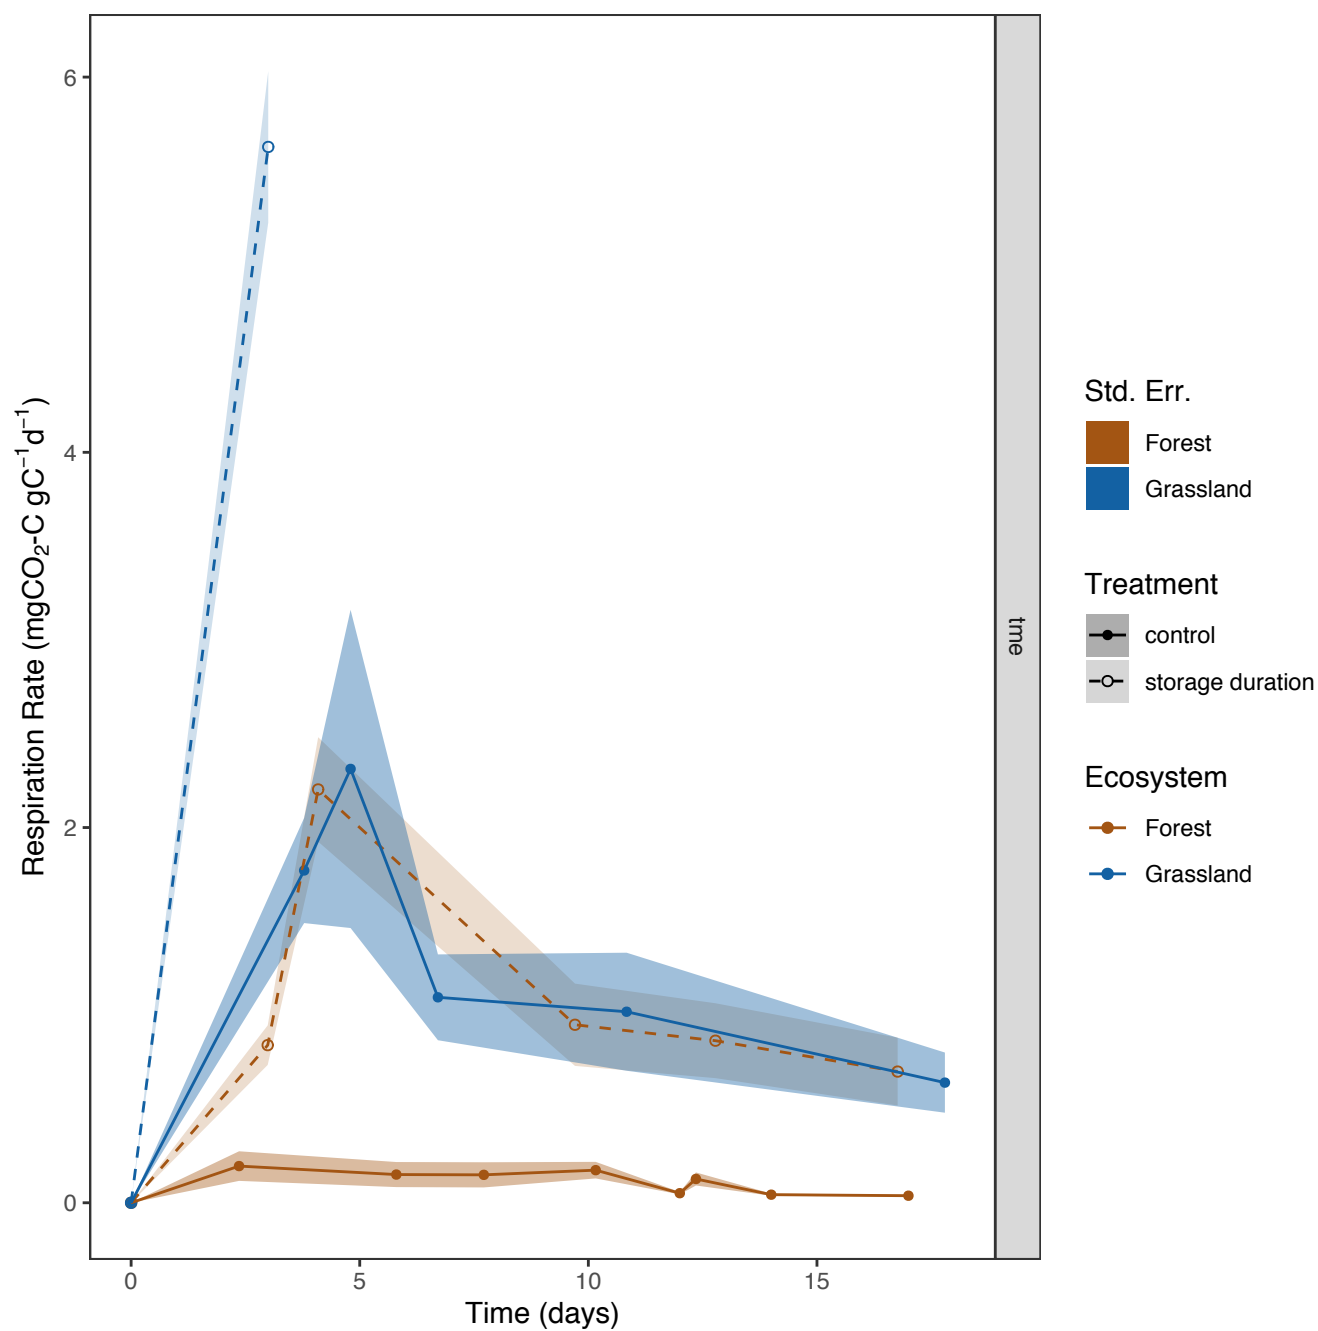 6
4
2
0
0
5
10
15
Time (days)
Respiration Rate (mgCO₂-C gC⁻¹d⁻¹)
tme
Std. Err.
Forest
Grassland
Treatment
control
storage duration
Ecosystem
Forest
Grassland